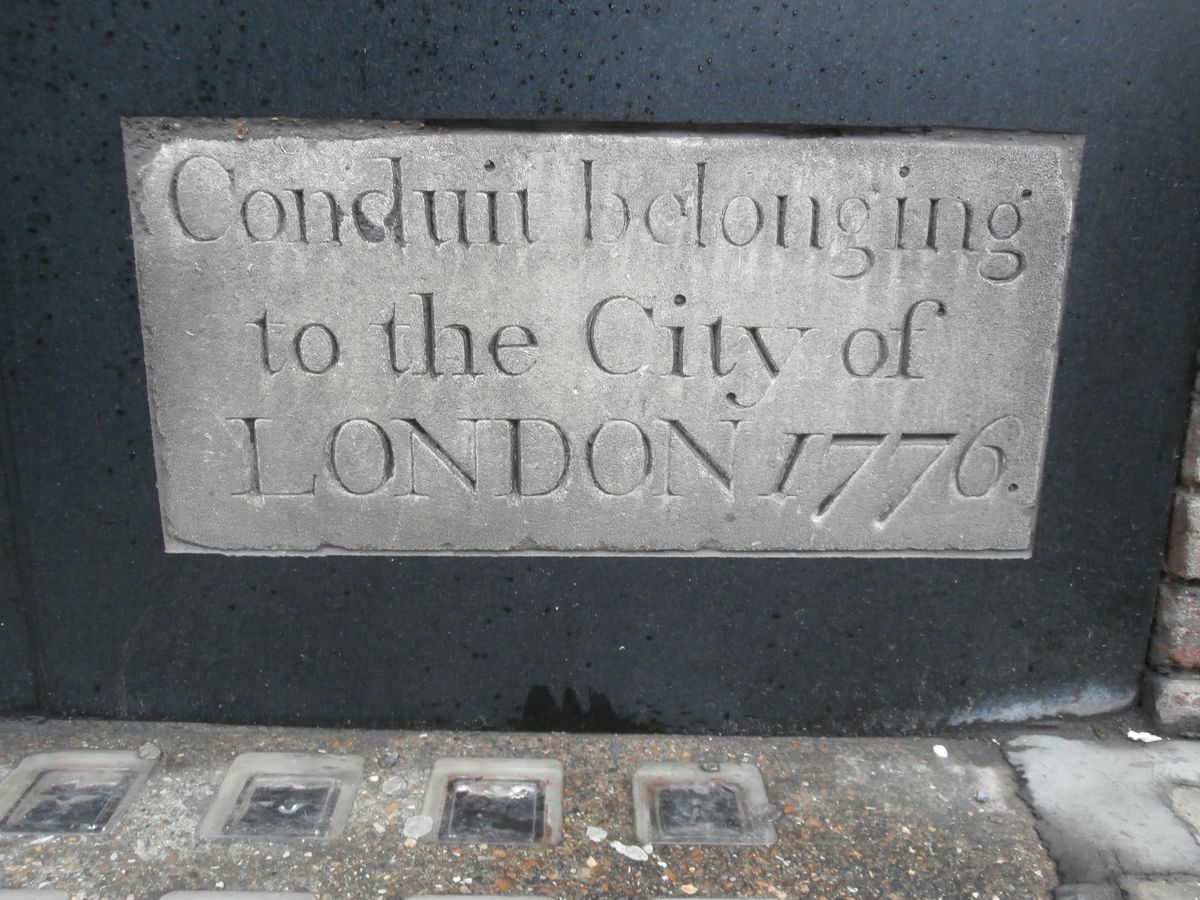 Conduit belonging
to the City of
LONDON 1776.